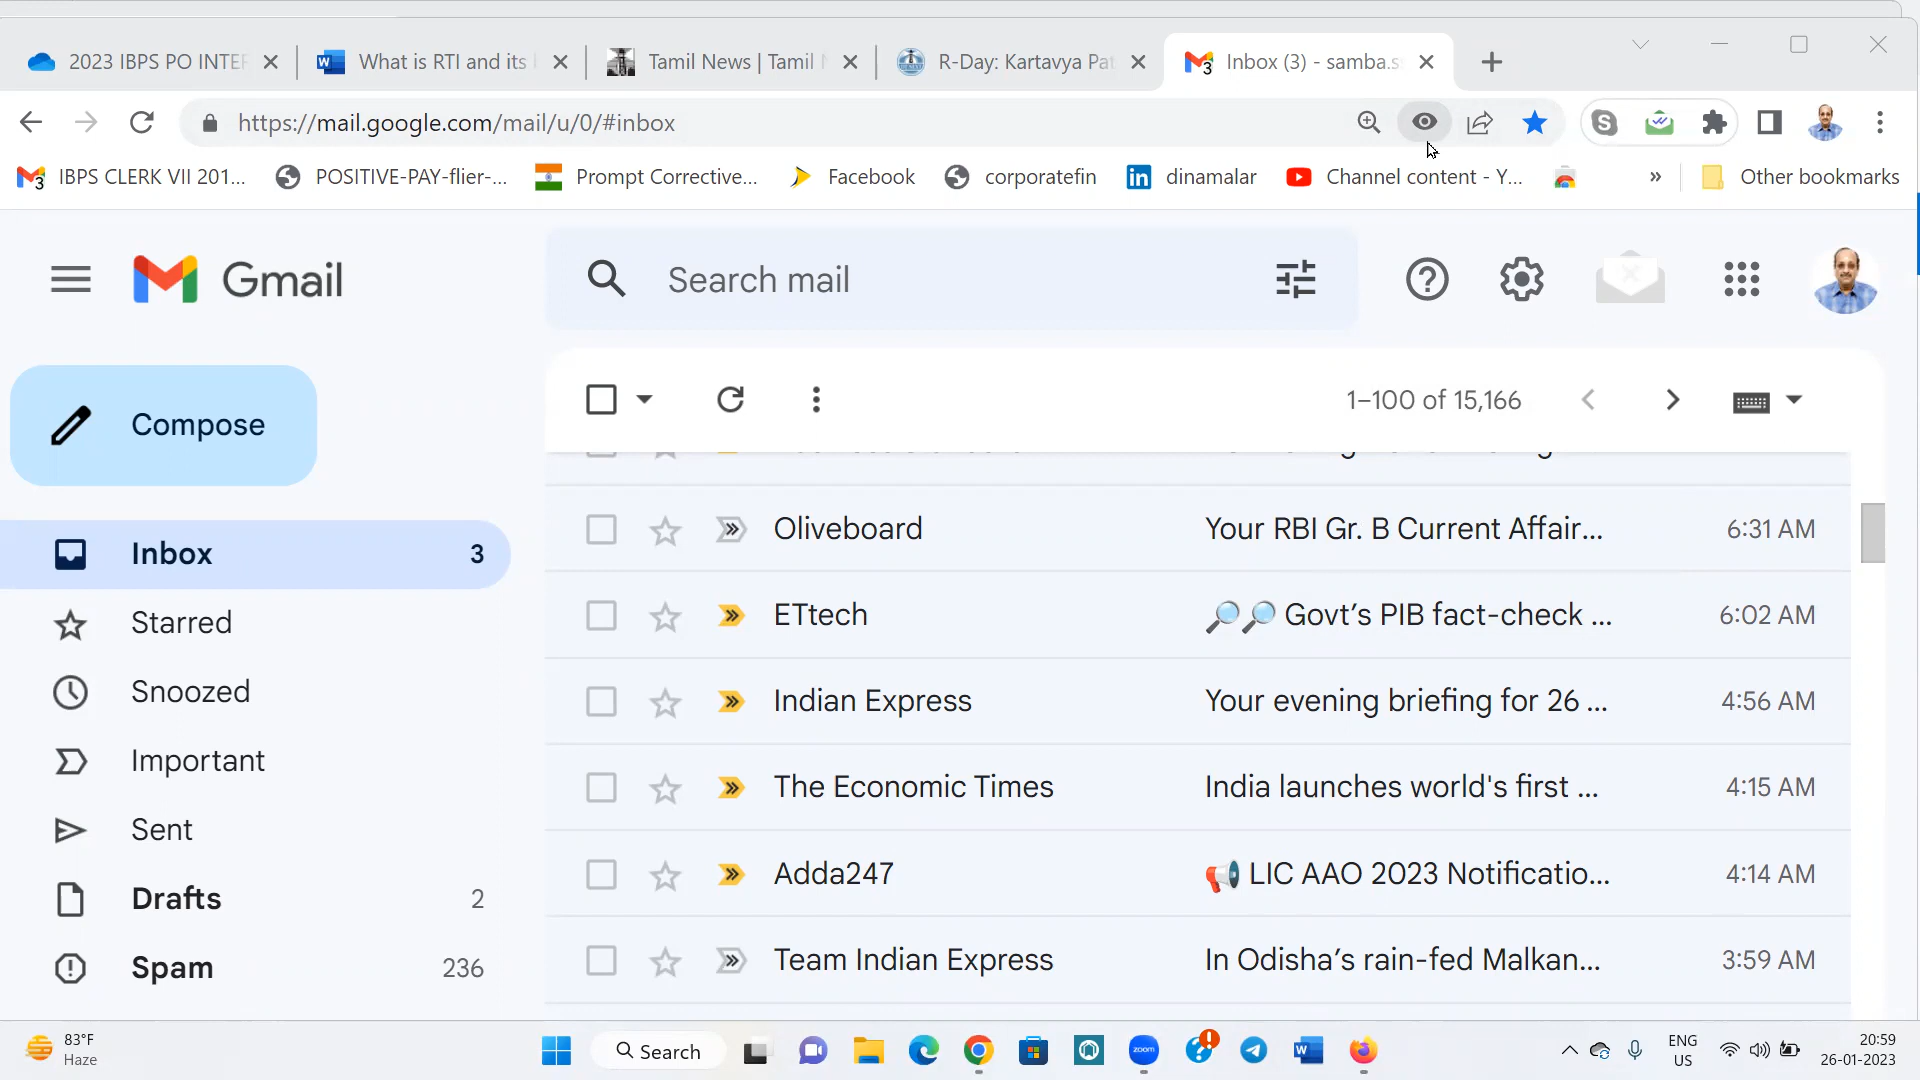 2023 IBPS PO INTER
What is RTI and its
Tamil News | Tamil
R-Day: Kartavya Pat
Inbox (3) - samba.s
https://mail.google.com/mail/u/0/#inbox
IBPS CLERK VII 201...
POSITIVE-PAY-flier-...
Prompt Corrective...
Facebook
corporatefin
dinamalar
Channel content - Y...
»
Other bookmarks
Gmail
Search mail
Compose
1–100 of 15,166
Inbox 3
Starred
Snoozed
Important
Sent
Drafts 2
Spam 236
Oliveboard Your RBI Gr. B Current Affair... 6:31 AM
ETtech 🔎🔎 Govt’s PIB fact-check ... 6:02 AM
Indian Express Your evening briefing for 26 ... 4:56 AM
The Economic Times India launches world's first ... 4:15 AM
Adda247 📢 LIC AAO 2023 Notificatio... 4:14 AM
Team Indian Express In Odisha’s rain-fed Malkan... 3:59 AM
83°F
Haze
Search
zoom
ENG
US
20:59
26-01-2023